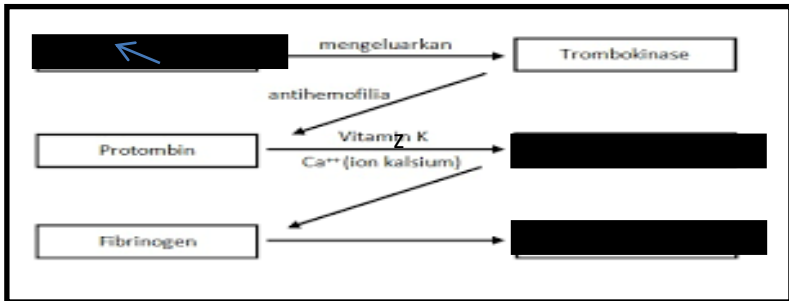 mengeluarkan
Trombokinase
antihemofilia
Vitamin K
Z
Protombin
Ca⁺⁺ (ion kalsium)
Fibrinogen